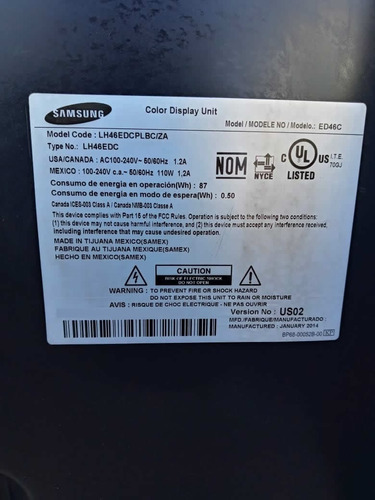 SAMSUNG
Color Display Unit
Model / MODELE NO / Modelo : ED46C
Model Code : LH46EDCPLBC/ZA
Type No. : LH46EDC
USA/CANADA : AC100-240V~ 50/60Hz 1.2A
MEXICO : 100-240V c.a~ 50/60Hz 110W 1,2A
Consumo de energia en operación(Wh) : 87
Consumo de energia en modo de espera(Wh) : 0.50
Canada ICES-003 Class A / Canada NMB-003 Classe A
NOM
NYCE
C UL US
LISTED
I.T.E.
70GJ
This device complies with Part 15 of the FCC Rules. Operation is subject to the following two conditions:
(1) this device may not cause harmful interference, and (2) this device must accept any interference received,
including interference that may cause undesired operation.
MADE IN TIJUANA MEXICO(SAMEX)
FABRIQUE AU TIJUANA MEXIQUE(SAMEX)
HECHO EN MEXICO(SAMEX)
CAUTION
RISK OF ELECTRIC SHOCK
DO NOT OPEN
WARNING : TO PREVENT FIRE OR SHOCK HAZARD
DO NOT EXPOSE THE UNIT TO RAIN OR MOISTURE
AVIS : RISQUE DE CHOC ELECTRIQUE -
NE PAS OUVRIR
Version No : US02
MFD./FABRIQUE/MANUFACTURADO :
MANUFACTURED : JANUARY 2014